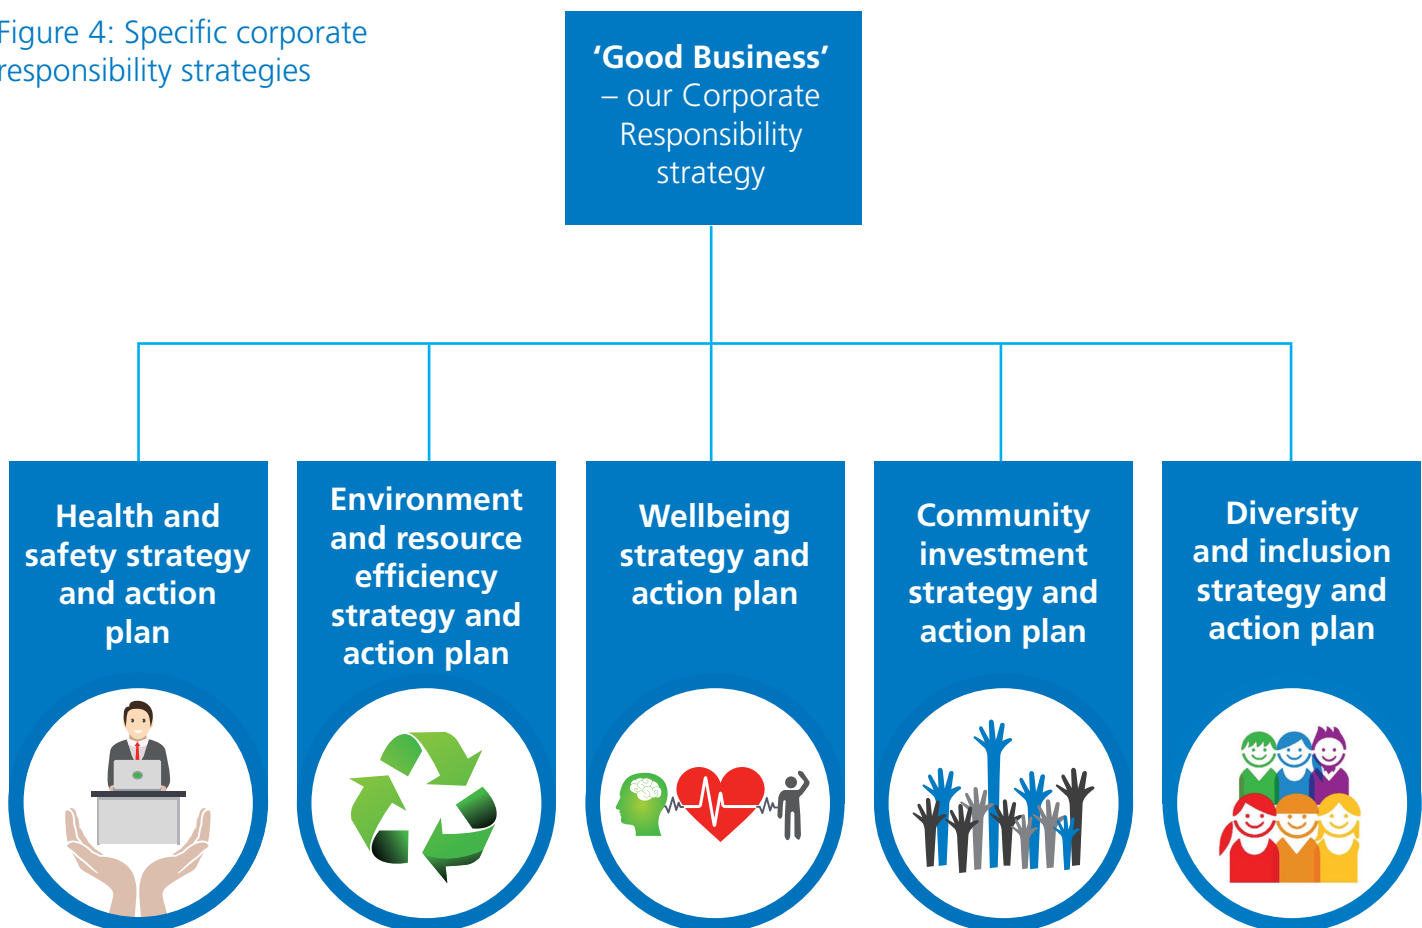 Figure 4: Specific corporate
responsibility strategies
‘Good Business’
– our Corporate
Responsibility
strategy
Health and
safety strategy
and action
plan
Environment
and resource
efficiency
strategy and
action plan
Wellbeing
strategy and
action plan
Community
investment
strategy and
action plan
Diversity
and inclusion
strategy and
action plan